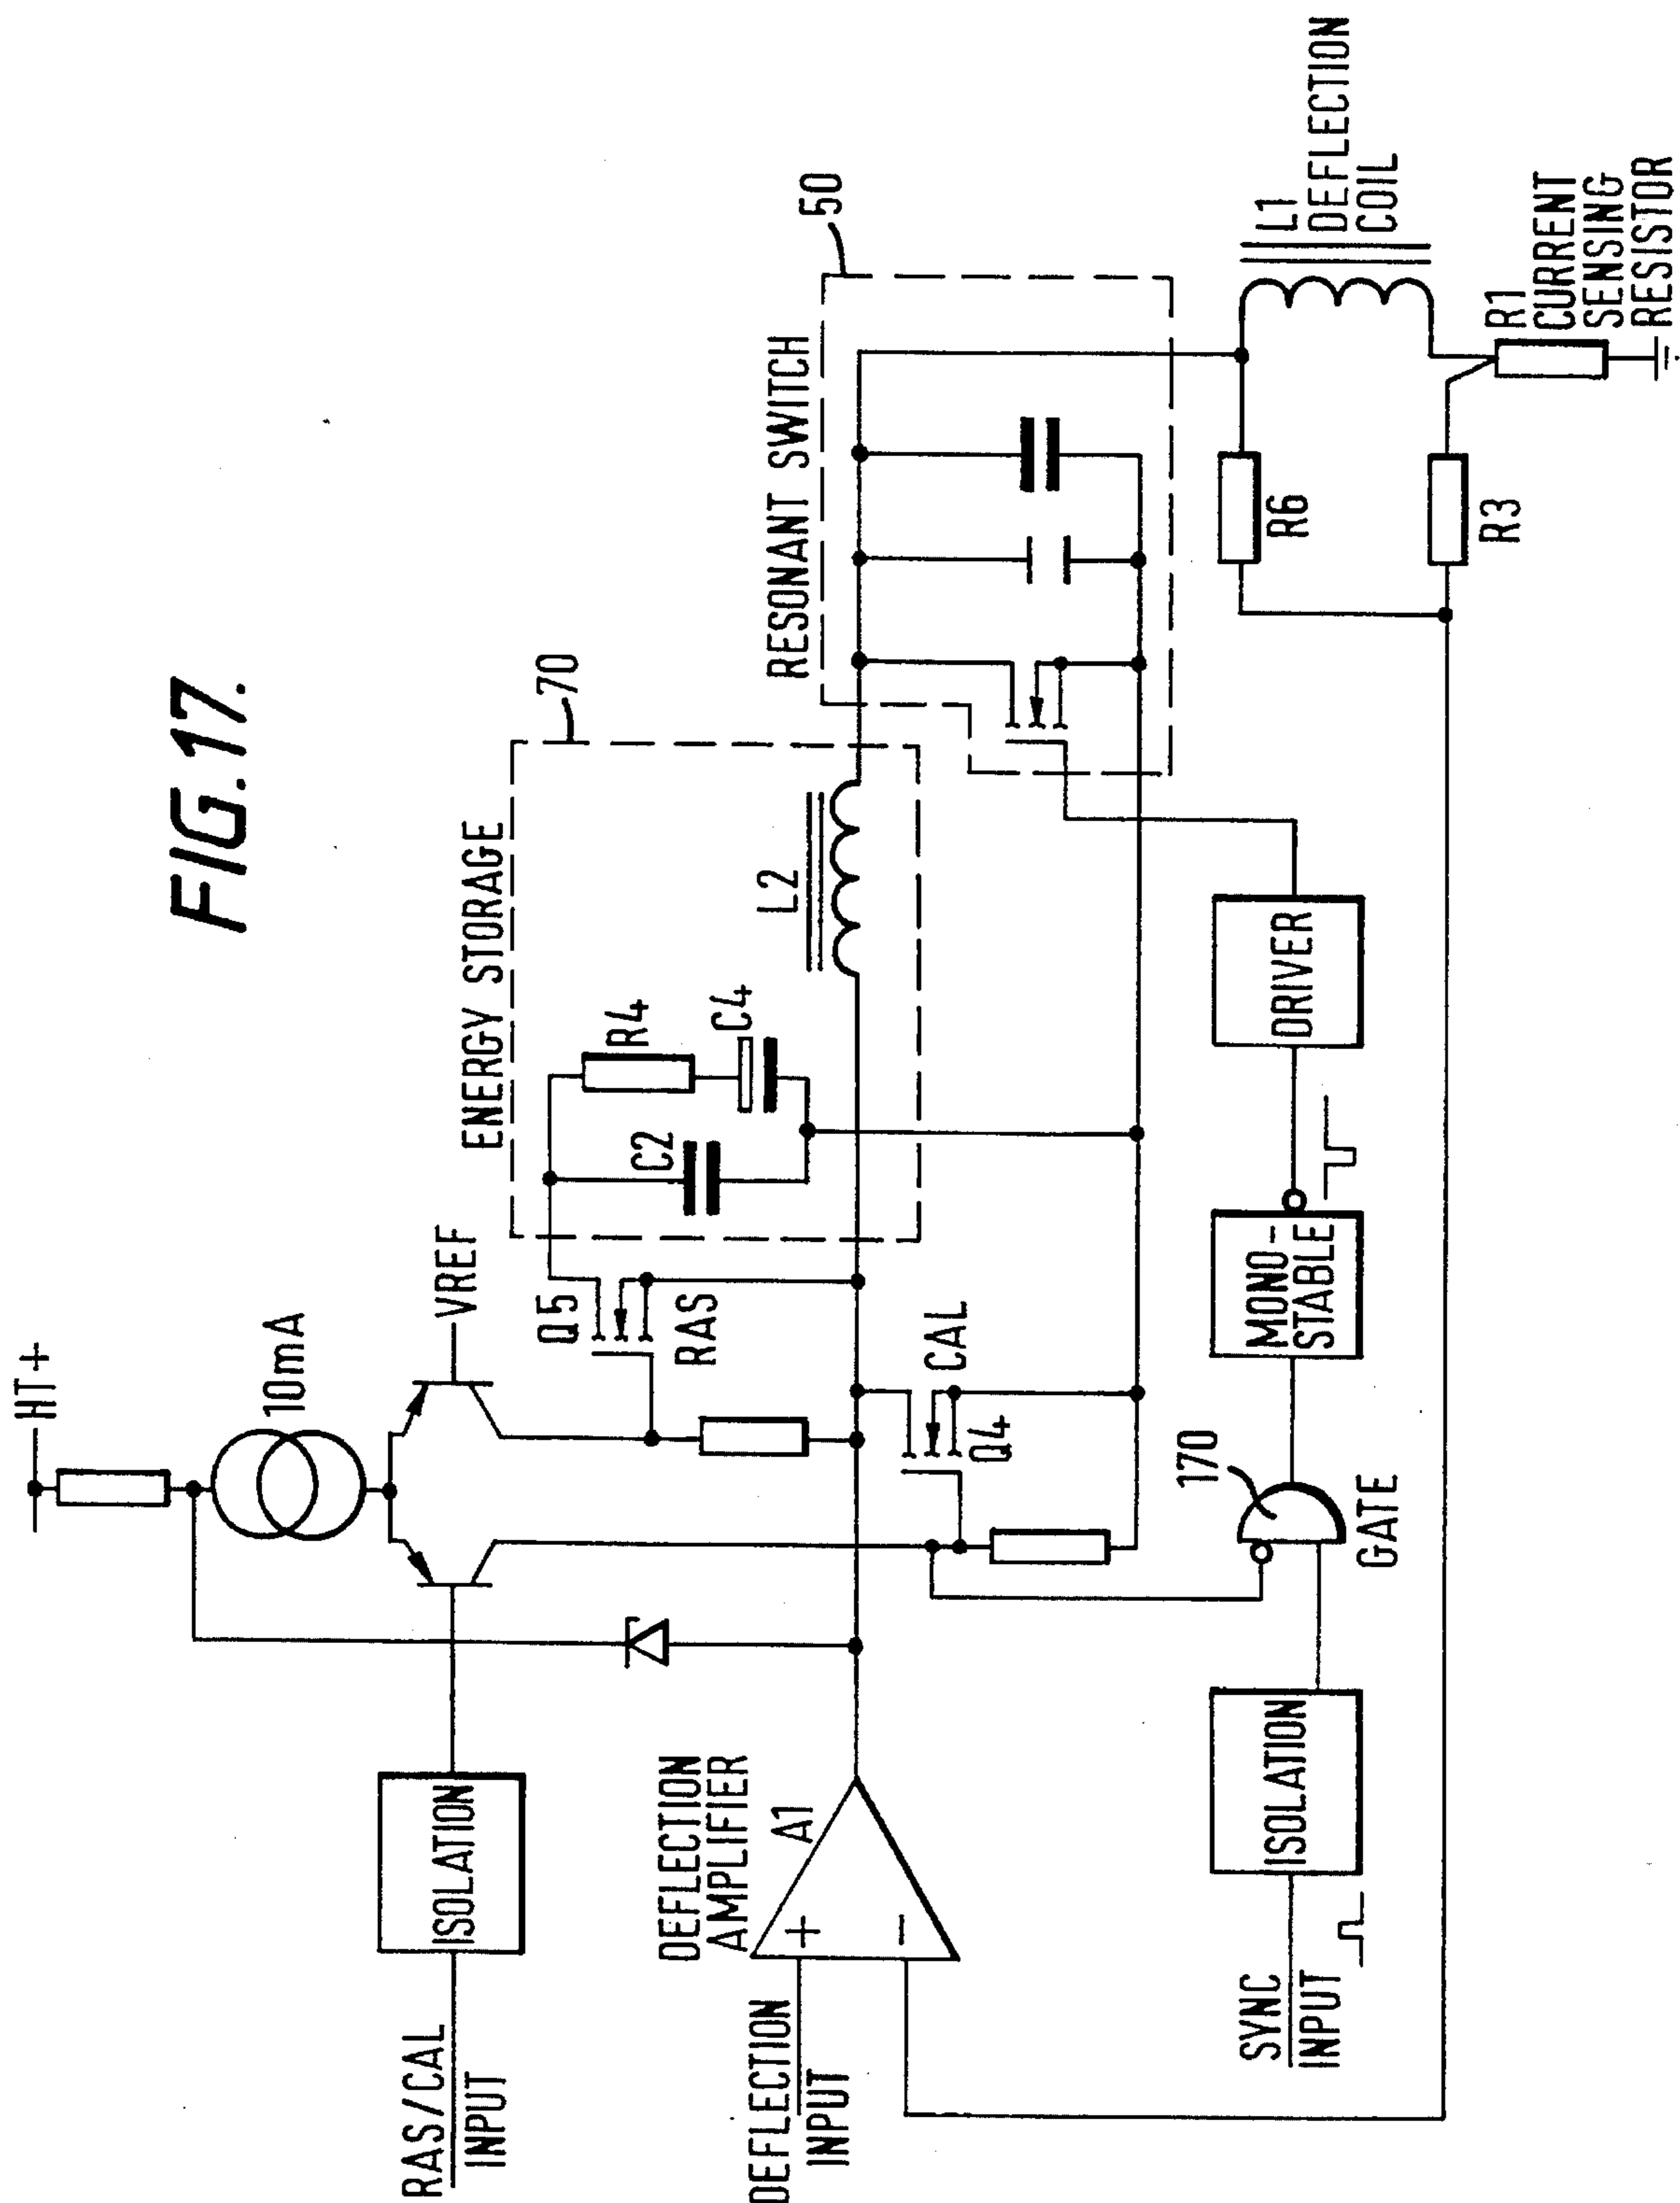 FIG.17.
HT+
10mA
VREF
ENERGY STORAGE
70
R4
C4
C2
L2
Q5
RAS
CAL
Q4
RESONANT SWITCH
50
RAS/CAL
INPUT
ISOLATION
DEFLECTION
AMPLIFIER
A1
+
−
DEFLECTION
INPUT
SYNC
INPUT
ISOLATION
170
GATE
MONO-
STABLE
DRIVER
R6
R3
L1
DEFLECTION
COIL
R1
CURRENT
SENSING
RESISTOR